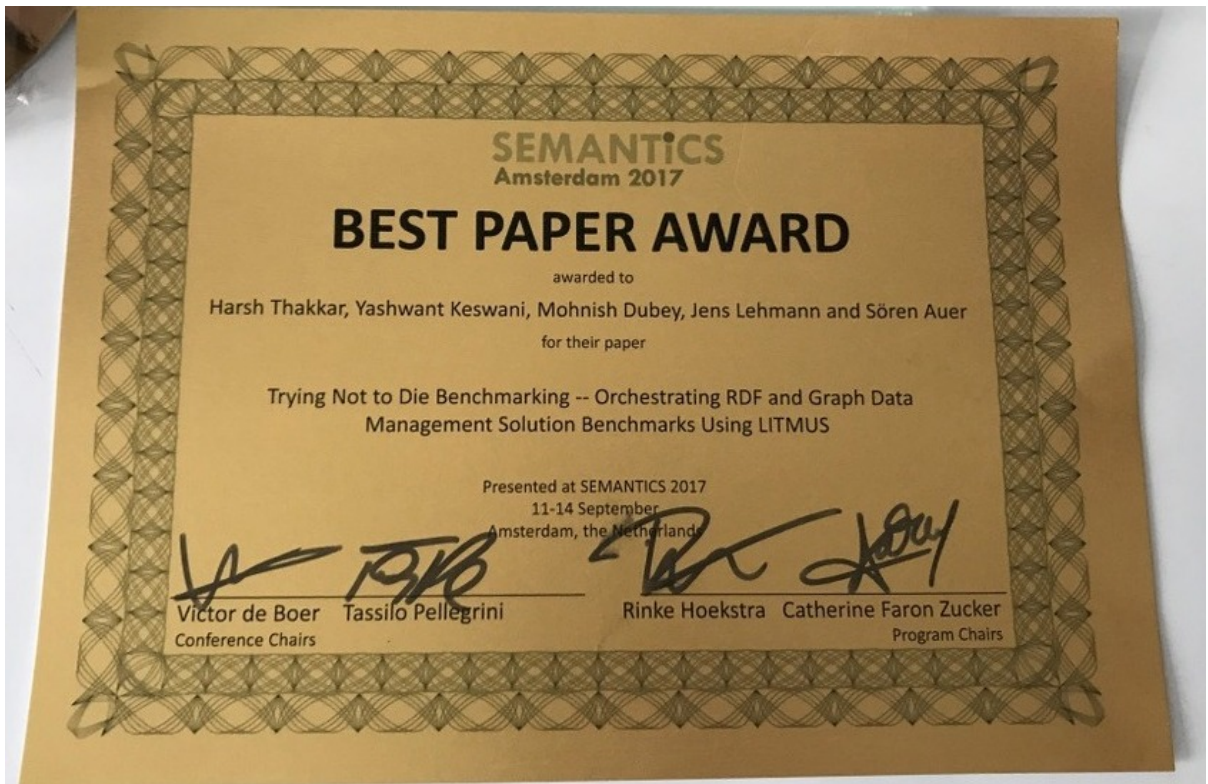 SEMANTiCS
Amsterdam 2017
BEST PAPER AWARD
awarded to
Harsh Thakkar, Yashwant Keswani, Mohnish Dubey, Jens Lehmann and Sören Auer
for their paper
Trying Not to Die Benchmarking -- Orchestrating RDF and Graph Data
Management Solution Benchmarks Using LITMUS
Presented at SEMANTICS 2017
11-14 September
Amsterdam, the Netherlands
Victor de Boer Tassilo Pellegrini
Conference Chairs
Rinke Hoekstra Catherine Faron Zucker
Program Chairs